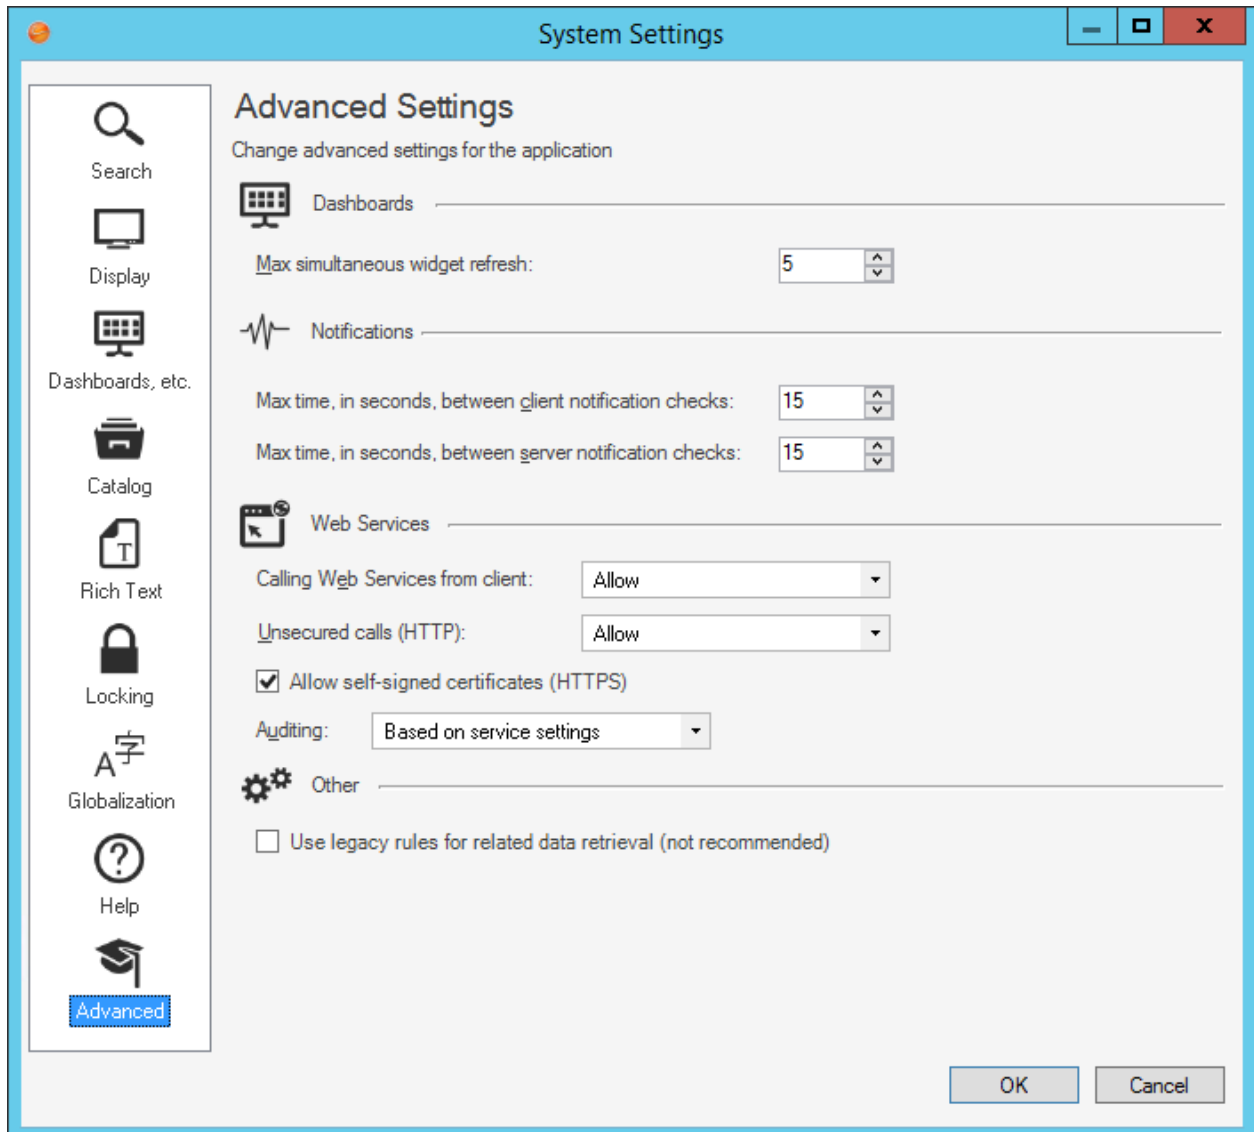 System Settings
Search
Display
Dashboards, etc.
Catalog
Rich Text
Locking
Globalization
Help
Advanced
Advanced Settings
Change advanced settings for the application
Dashboards
Max simultaneous widget refresh: 5
Notifications
Max time, in seconds, between client notification checks: 15
Max time, in seconds, between server notification checks: 15
Web Services
Calling Web Services from client: Allow
Unsecured calls (HTTP): Allow
Allow self-signed certificates (HTTPS)
Auditing: Based on service settings
Other
Use legacy rules for related data retrieval (not recommended)
OK Cancel